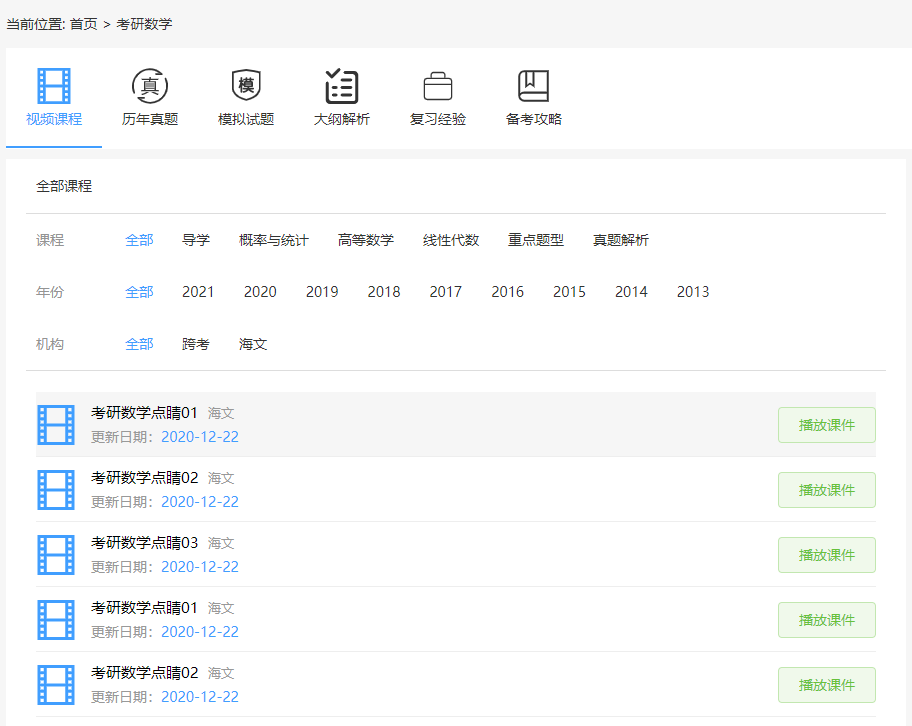 当前位置: 首页 > 考研数学
真 模
视频课程 历年真题 模拟试题 大纲解析 复习经验 备考攻略
全部课程
课程 全部 导学 概率与统计 高等数学 线性代数 重点题型 真题解析
年份 全部 2021 2020 2019 2018 2017 2016 2015 2014 2013
机构 全部 跨考 海文
考研数学点睛01 海文
更新日期：2020-12-22
播放课件
考研数学点睛02 海文
更新日期：2020-12-22
播放课件
考研数学点睛03 海文
更新日期：2020-12-22
播放课件
考研数学点睛01 海文
更新日期：2020-12-22
播放课件
考研数学点睛02 海文
更新日期：2020-12-22
播放课件